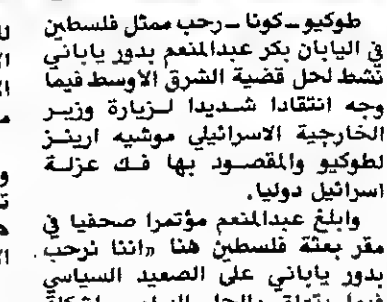 طوكيو ـ كونا ـ رحب ممثل فلسطين
في اليابان بكر عبدالمنعم بدور ياباني
نشط لحل قضية الشرق الاوسط فيما
وجه انتقادا شديدا لزيارة وزير
الخارجية الاسرائيلي موشيه ارينز
لطوكيو والمقصود بها فك عزلة
اسرائيل دوليا.
وابلغ عبدالمنعم مؤتمرا صحفيا في
مقر بعثة فلسطين هنا «اننا نرحب
بدور ياباني على الصعيد السياسي